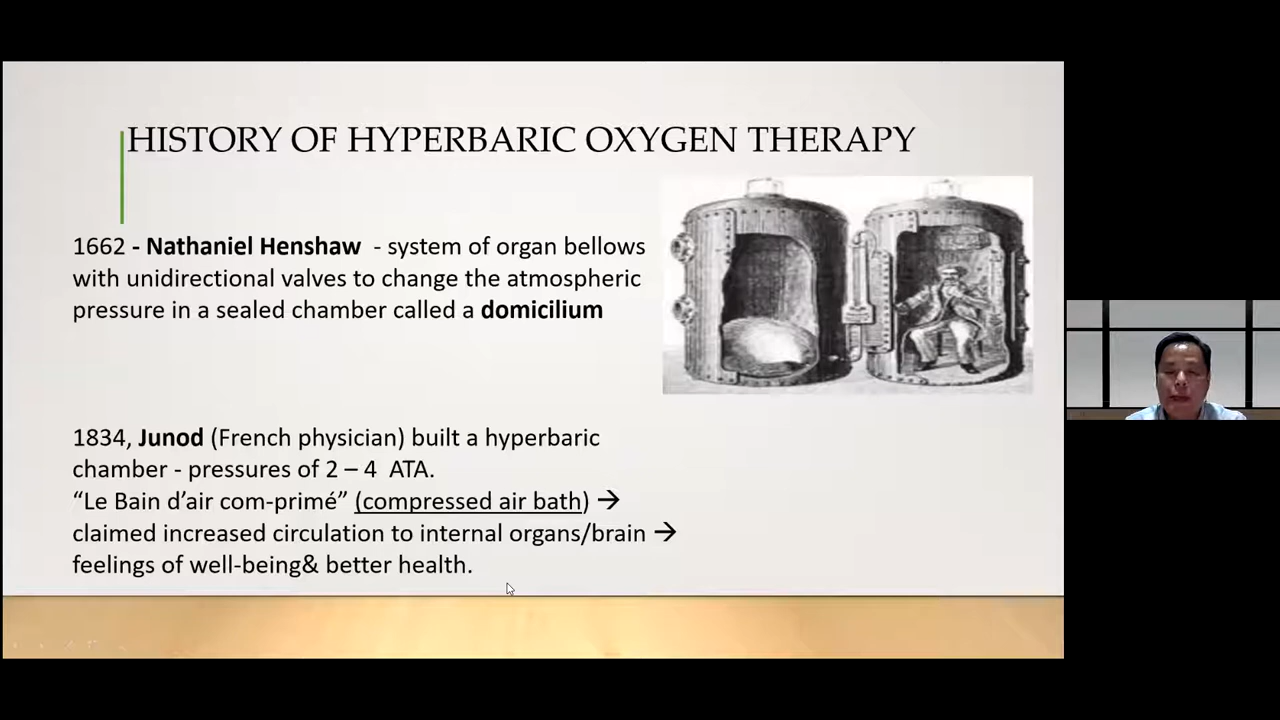 HISTORY OF HYPERBARIC OXYGEN THERAPY
1662 - Nathaniel Henshaw - system of organ bellows
with unidirectional valves to change the atmospheric
pressure in a sealed chamber called a domicilium
1834, Junod (French physician) built a hyperbaric
chamber - pressures of 2 – 4 ATA.
“Le Bain d’air com-primé” (compressed air bath) →
claimed increased circulation to internal organs/brain →
feelings of well-being& better health.